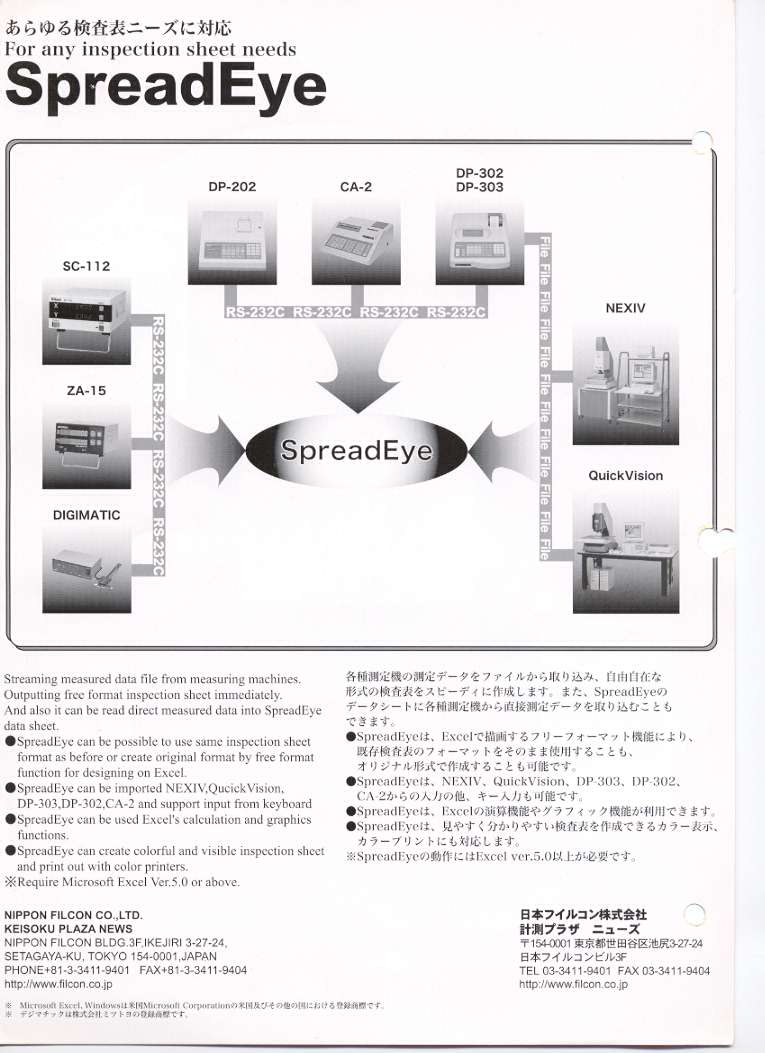 あらゆる検査表ニーズに対応
For any inspection sheet needs
SpreadEye
DP-202
CA-2
DP-302
DP-303
SC-112
ZA-15
DIGIMATIC
RS-232C RS-232C RS-232C RS-232C
RS-232C RS-232C RS-232C RS-232C
File File File File File File File File File File File File
NEXIV
QuickVision
SpreadEye
Streaming measured data file from measuring machines.
Outputting free format inspection sheet immediately.
And also it can be read direct measured data into SpreadEye
data sheet.
●SpreadEye can be possible to use same inspection sheet
format as before or create original format by free format
function for designing on Excel.
●SpreadEye can be imported NEXIV,QucickVision,
DP-303,DP-302,CA-2 and support input from keyboard
●SpreadEye can be used Excel's calculation and graphics
functions.
●SpreadEye can create colorful and visible inspection sheet
and print out with color printers.
※Require Microsoft Excel Ver.5.0 or above.
各種測定機の測定データをファイルから取り込み、自由自在な
形式の検査表をスピーディに作成します。また、SpreadEyeの
データシートに各種測定機から直接測定データを取り込むことも
できます。
●SpreadEyeは、Excelで描画するフリーフォーマット機能により、
既存検査表のフォーマットをそのまま使用することも、
オリジナル形式で作成することも可能です。
●SpreadEyeは、NEXIV、QuickVision、DP-303、DP-302、
CA-2からの入力の他、キー入力も可能です。
●SpreadEyeは、Excelの演算機能やグラフィック機能が利用できます。
●SpreadEyeは、見やすく分かりやすい検査表を作成できるカラー表示、
カラープリントにも対応します。
※SpreadEyeの動作にはExcel ver.5.0以上が必要です。
NIPPON FILCON CO.,LTD.
KEISOKU PLAZA NEWS
NIPPON FILCON BLDG.3F,IKEJIRI 3-27-24,
SETAGAYA-KU, TOKYO 154-0001,JAPAN
PHONE+81-3-3411-9401 FAX+81-3-3411-9404
http://www.filcon.co.jp
日本フイルコン株式会社
計測プラザ ニューズ
〒154-0001 東京都世田谷区池尻3-27-24
日本フイルコンビル3F
TEL 03-3411-9401 FAX 03-3411-9404
http://www.filcon.co.jp
※ Microsoft Excel, Windowsは米国Microsoft Corporationの米国及びその他の国における登録商標です。
※ デジマチックは株式会社ミツトヨの登録商標です。